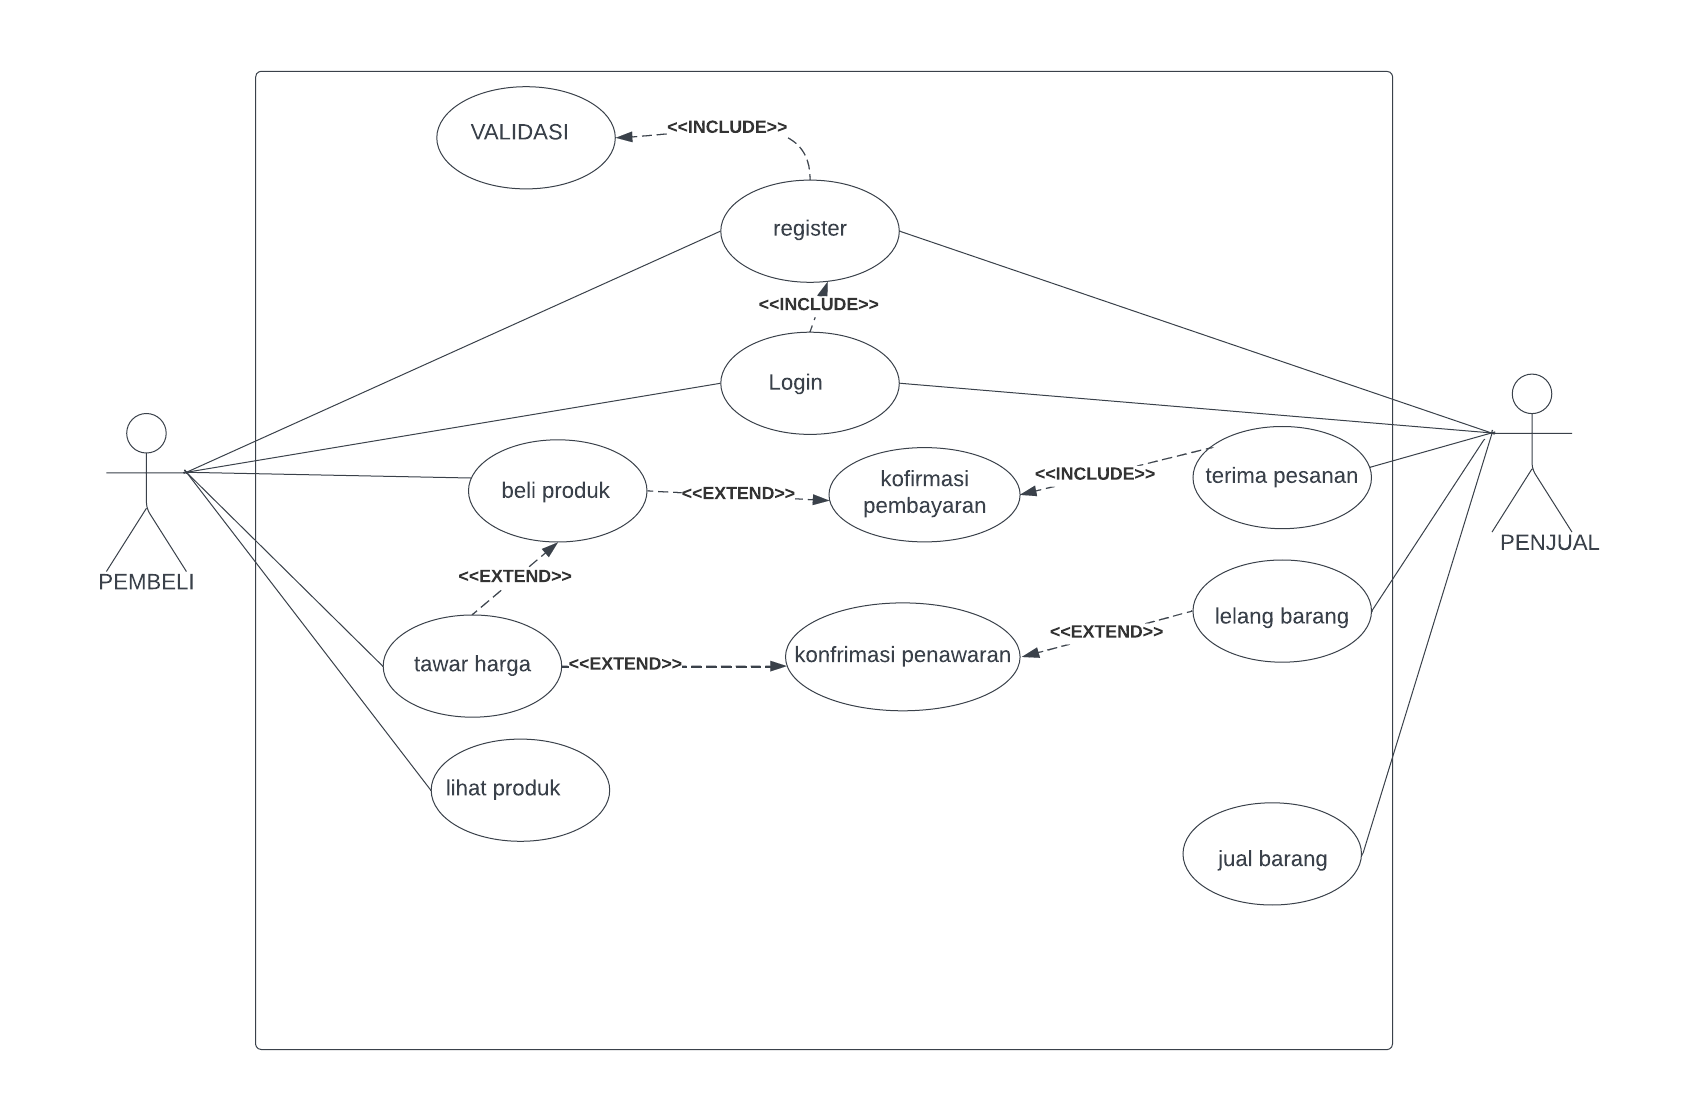 VALIDASI
<<INCLUDE>>
register
<<INCLUDE>>
Login
beli produk
<<EXTEND>>
kofirmasi
pembayaran
<<INCLUDE>>
terima pesanan
PEMBELI
PENJUAL
<<EXTEND>>
tawar harga
<<EXTEND>>
konfrimasi penawaran
<<EXTEND>>
lelang barang
lihat produk
jual barang